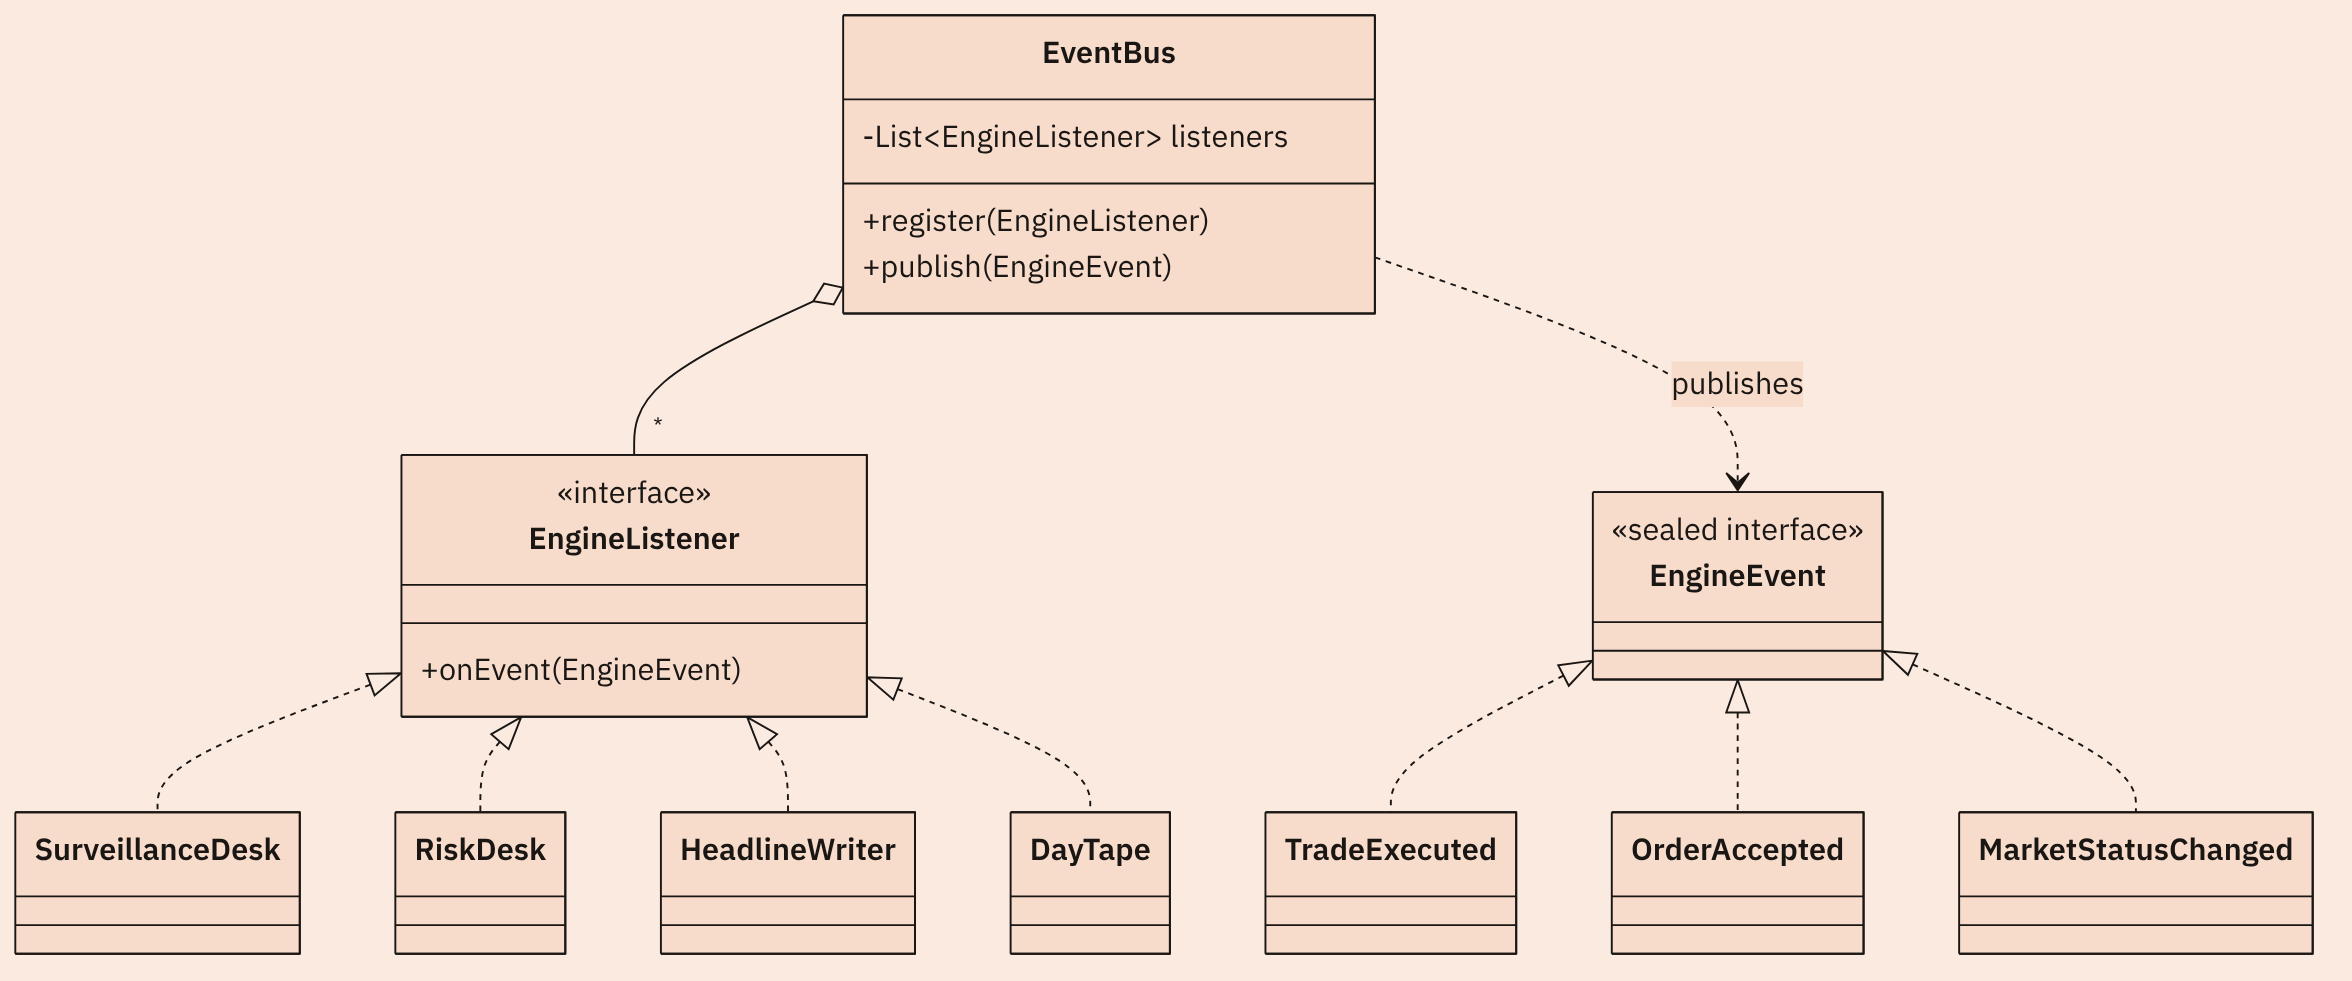 EventBus
-List<EngineListener> listeners
+register(EngineListener)
+publish(EngineEvent)
publishes
*
«interface»
EngineListener
+onEvent(EngineEvent)
«sealed interface»
EngineEvent
SurveillanceDesk
RiskDesk
HeadlineWriter
DayTape
TradeExecuted
OrderAccepted
MarketStatusChanged